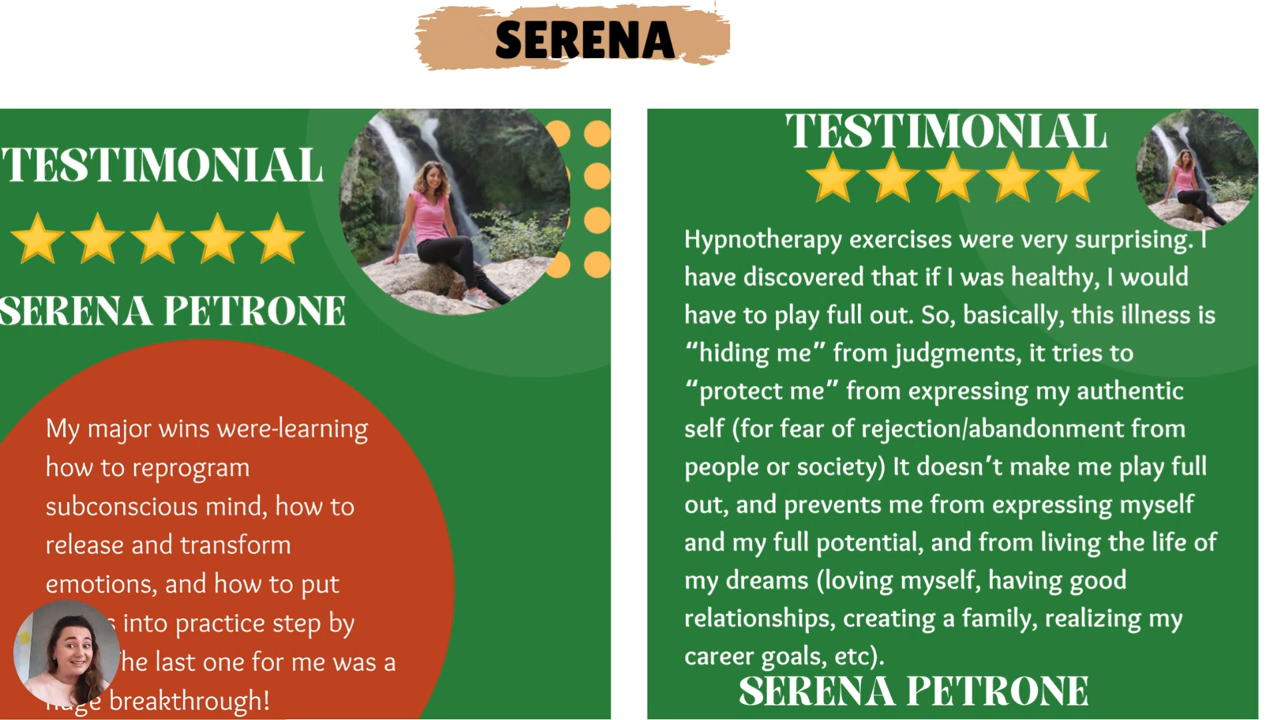 SERENA
TESTIMONIAL
SERENA PETRONE
My major wins were-learning
how to reprogram
subconscious mind, how to
release and transform
emotions, and how to put
into practice step by
he last one for me was a
huge breakthrough!
TESTIMONIAL
Hypnotherapy exercises were very surprising. I
have discovered that if I was healthy, I would
have to play full out. So, basically, this illness is
“hiding me” from judgments, it tries to
“protect me” from expressing my authentic
self (for fear of rejection/abandonment from
people or society) It doesn’t make me play full
out, and prevents me from expressing myself
and my full potential, and from living the life of
my dreams (loving myself, having good
relationships, creating a family, realizing my
career goals, etc).
SERENA PETRONE